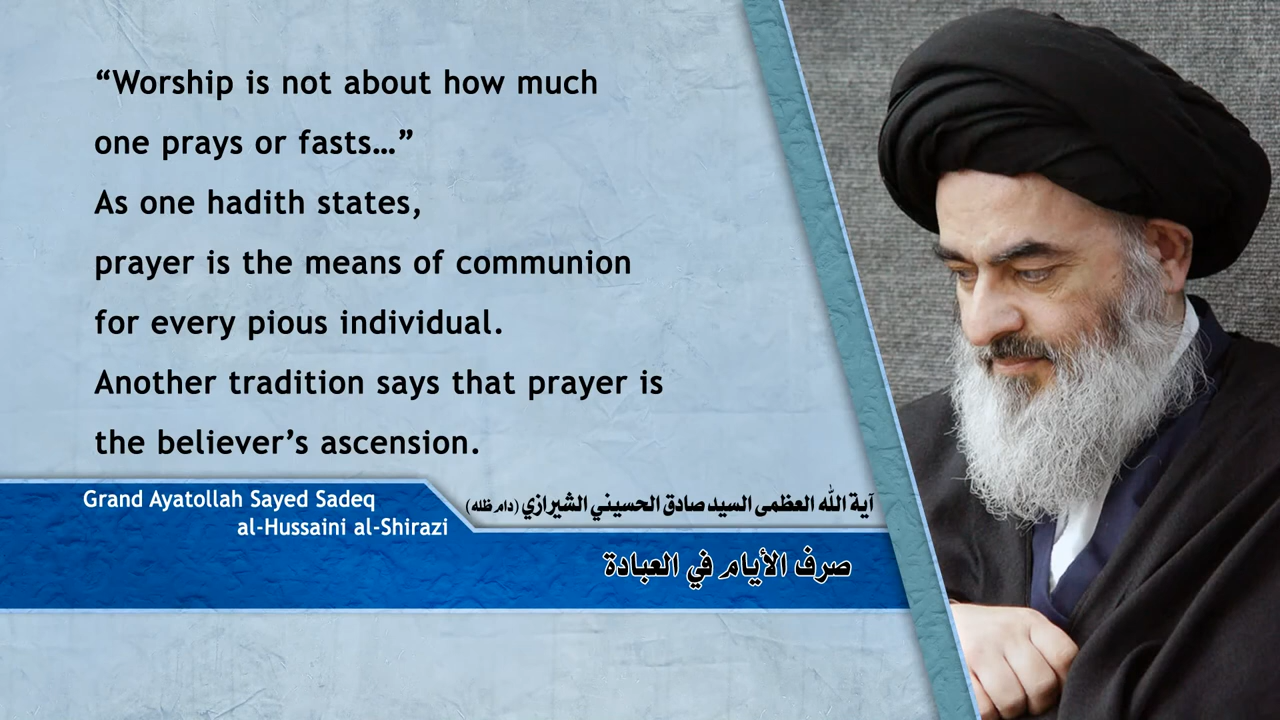 “Worship is not about how much
one prays or fasts...”
As one hadith states,
prayer is the means of communion
for every pious individual.
Another tradition says that prayer is
the believer’s ascension.
Grand Ayatollah Sayed Sadeq
al-Hussaini al-Shirazi
آية الله العظمى السيد صادق الحسيني الشيرازي (دام ظله)
صرف الأيام في العبادة